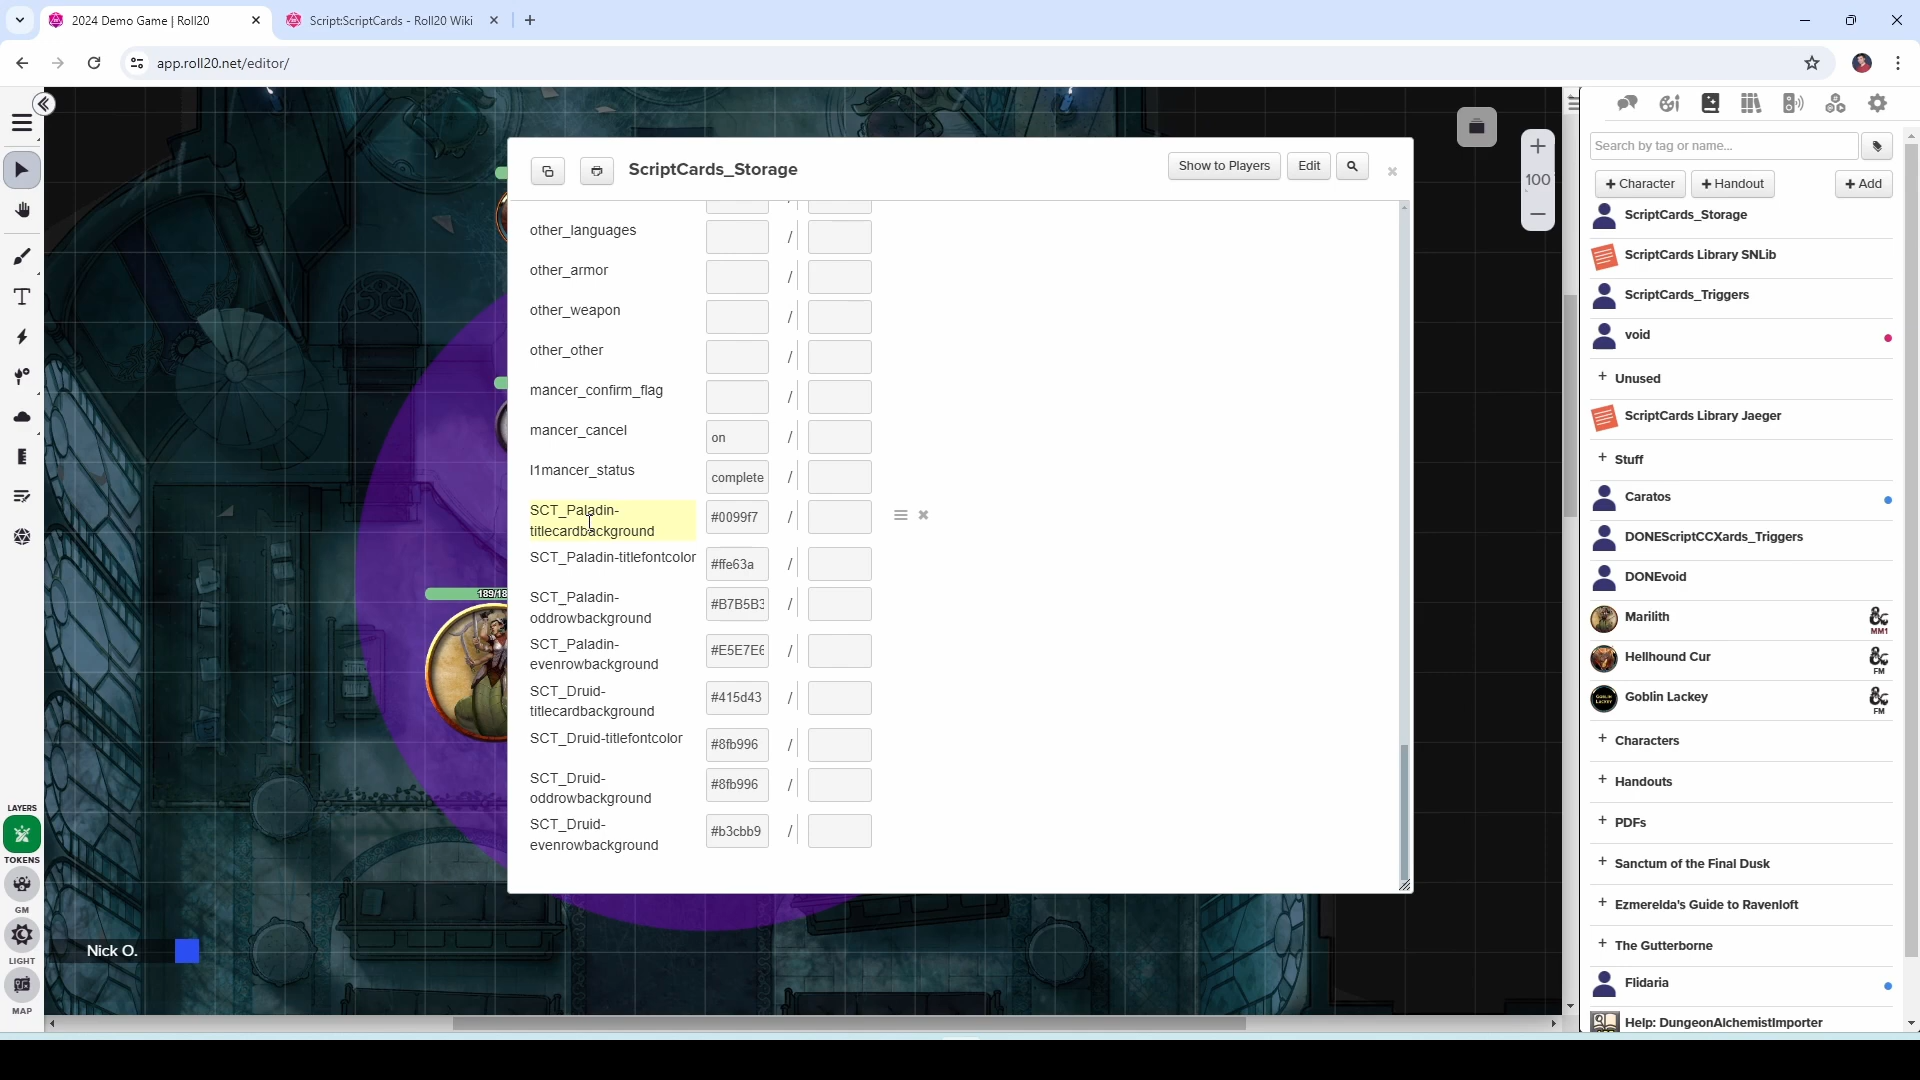 2024 Demo Game | Roll20
Script:ScriptCards - Roll20 Wiki
app.roll20.net/editor/
ScriptCards_Storage
Show to Players
Edit
other_languages /
other_armor /
other_weapon /
other_other /
mancer_confirm_flag /
mancer_cancel on /
l1mancer_status complete /
SCT_Paladin-
titlecardbackground #0099f7 /
SCT_Paladin-titlefontcolor #ffe63a /
SCT_Paladin-
oddrowbackground #B7B5B3 /
SCT_Paladin-
evenrowbackground #E5E7E6 /
SCT_Druid-
titlecardbackground #415d43 /
SCT_Druid-titlefontcolor #8fb996 /
SCT_Druid-
oddrowbackground #8fb996 /
SCT_Druid-
evenrowbackground #b3cbb9 /
100
189/18
Nick O.
LAYERS
TOKENS
GM
LIGHT
MAP
Search by tag or name...
+ Character
+ Handout
+ Add
ScriptCards_Storage
ScriptCards Library SNLib
ScriptCards_Triggers
void
+ Unused
ScriptCards Library Jaeger
+ Stuff
Caratos
DONEScriptCCXards_Triggers
DONEvoid
Marilith
MM1
Hellhound Cur
FM
Goblin Lackey
FM
+ Characters
+ Handouts
+ PDFs
+ Sanctum of the Final Dusk
+ Ezmerelda's Guide to Ravenloft
+ The Gutterborne
Flidaria
Help: DungeonAlchemistImporter